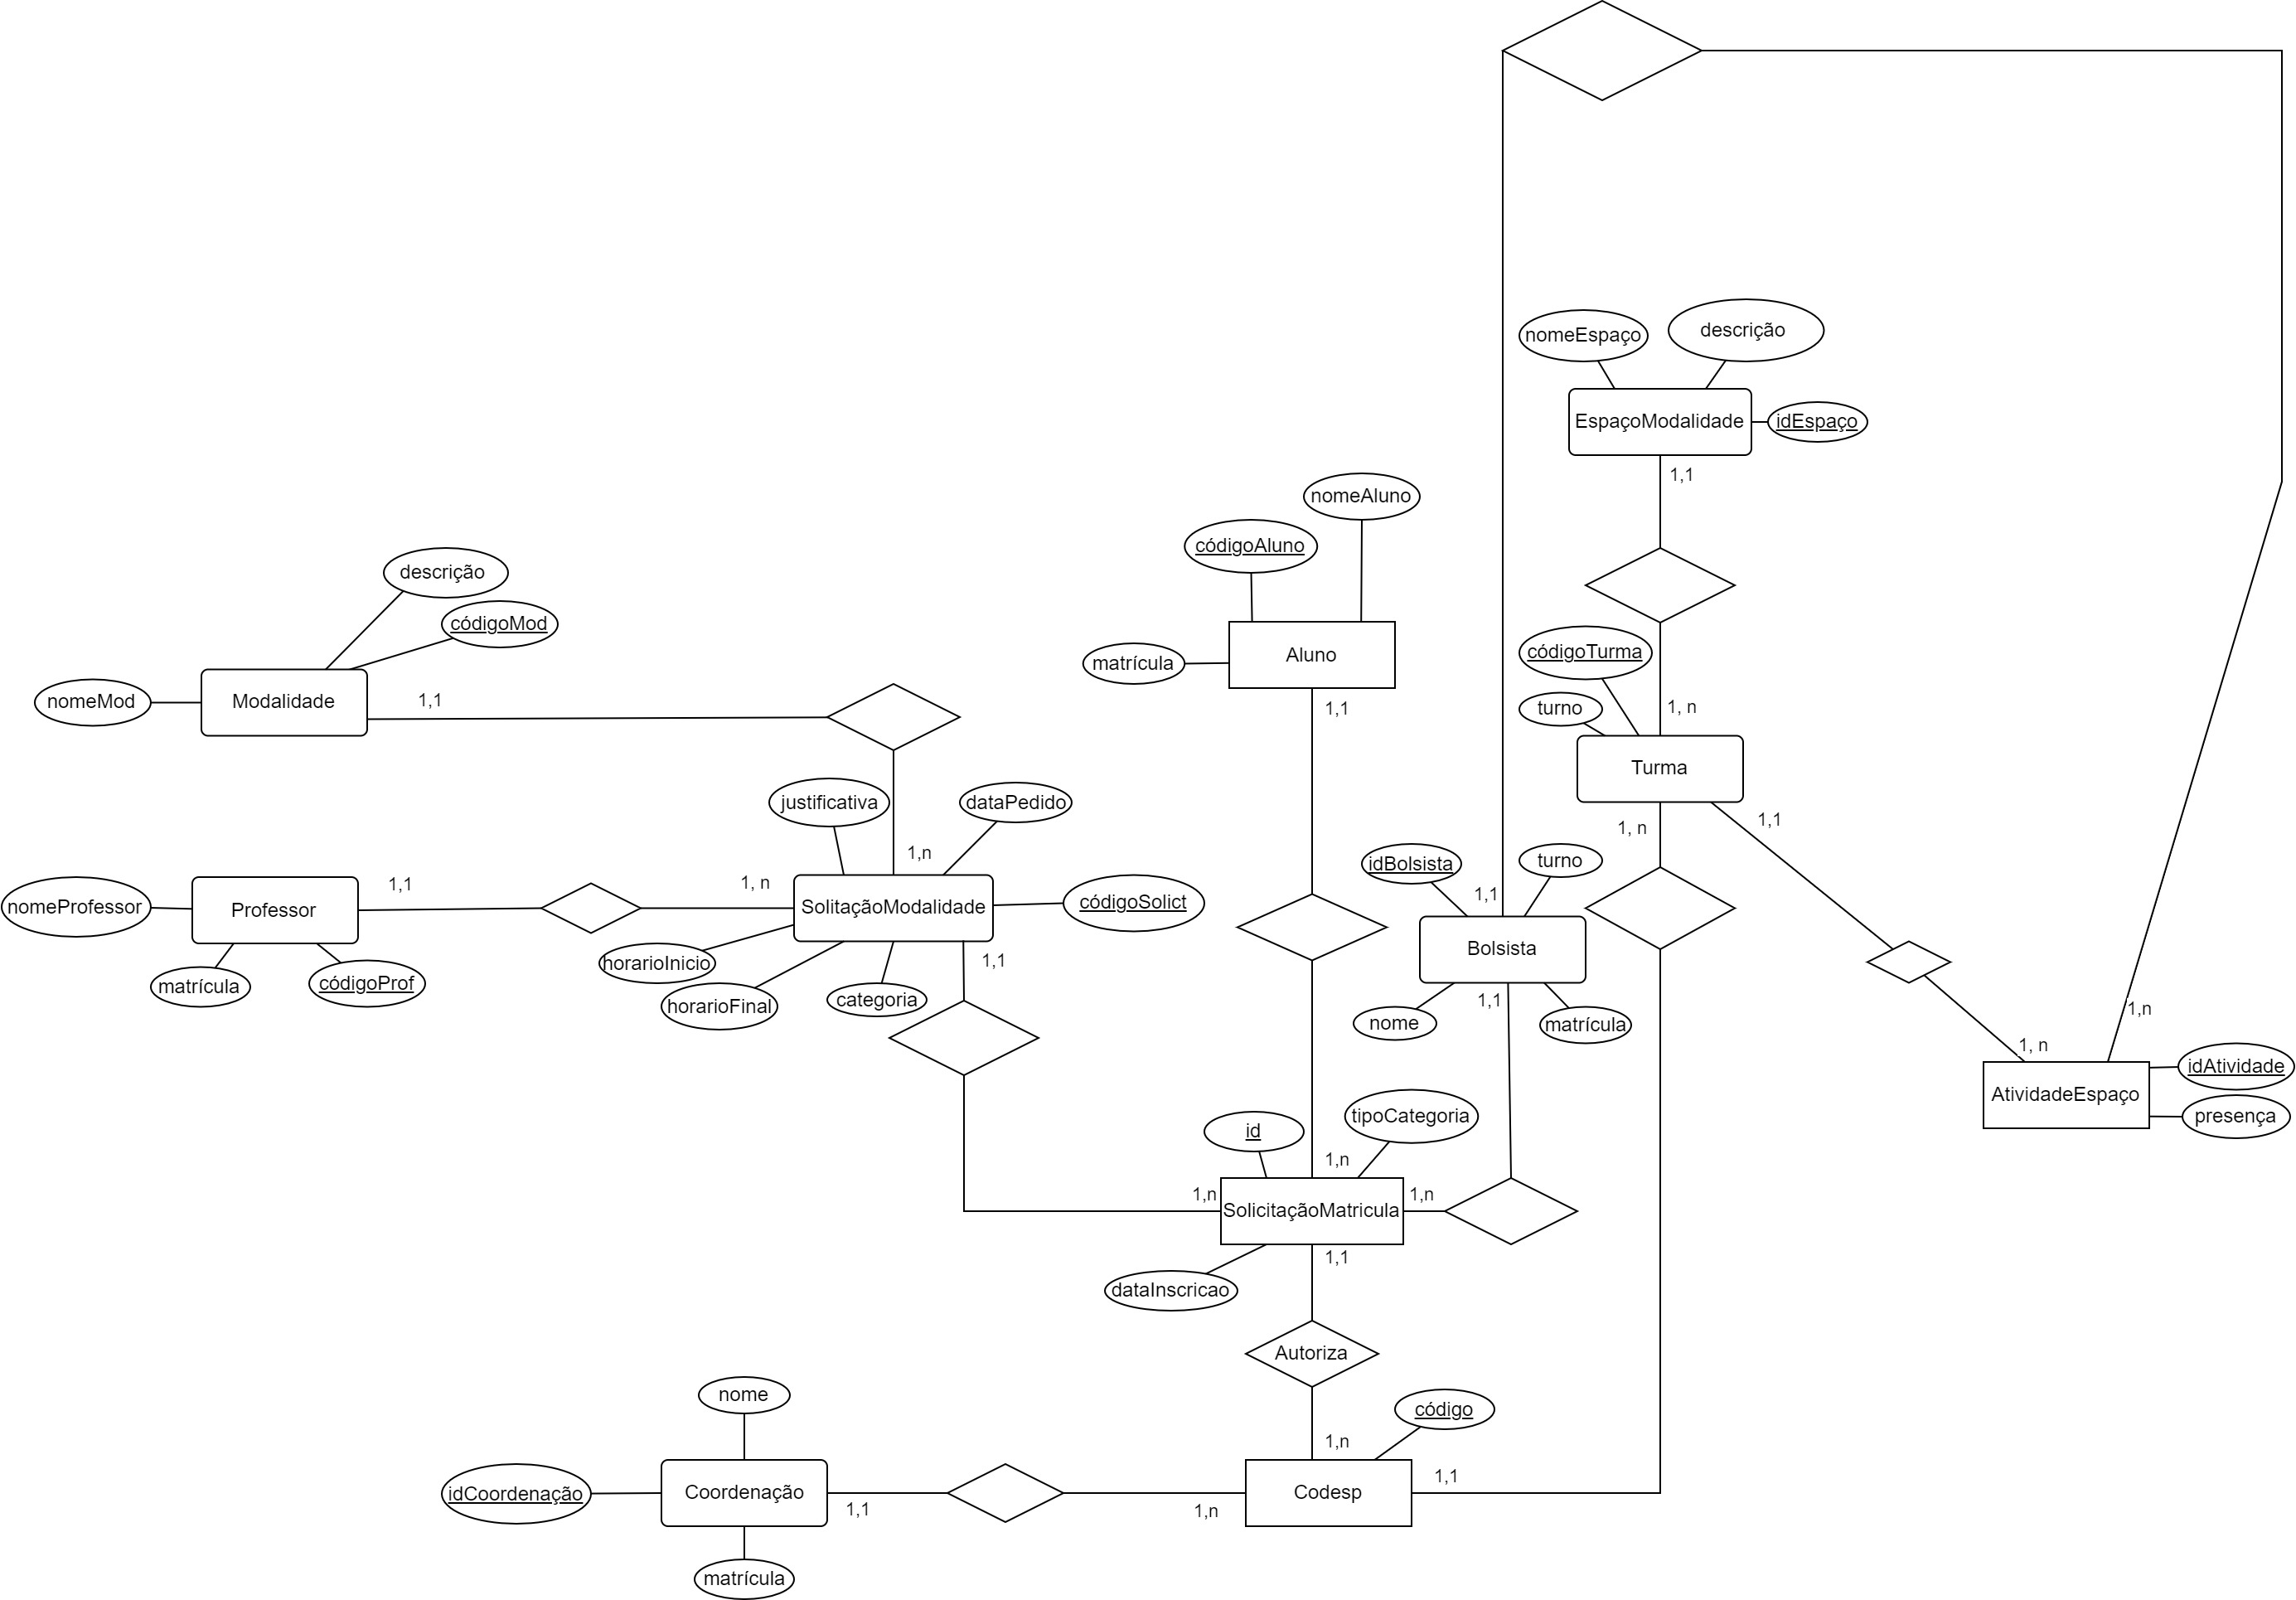 nomeEspaço
descrição
EspaçoModalidade
idEspaço
1,1
nomeAluno
códigoAluno
descrição
códigoMod
matrícula
Aluno
códigoTurma
nomeMod
Modalidade
1,1
1,1
turno
1, n
Turma
justificativa
dataPedido
1, n
1,1
1,n
idBolsista
turno
nomeProfessor
Professor
1,1
1, n
SolitaçãoModalidade
códigoSolict
1,1
Bolsista
horarioInicio
1,1
matrícula
códigoProf
horarioFinal
categoria
1,1
nome
matrícula
1,n
1, n
idAtividade
AtividadeEspaço
presença
id
tipoCategoria
1,n
1,n
1,n
SolicitaçãoMatricula
1,1
dataInscricao
Autoriza
nome
código
1,n
idCoordenação
Coordenação
1,1
1,n
Codesp
1,1
matrícula